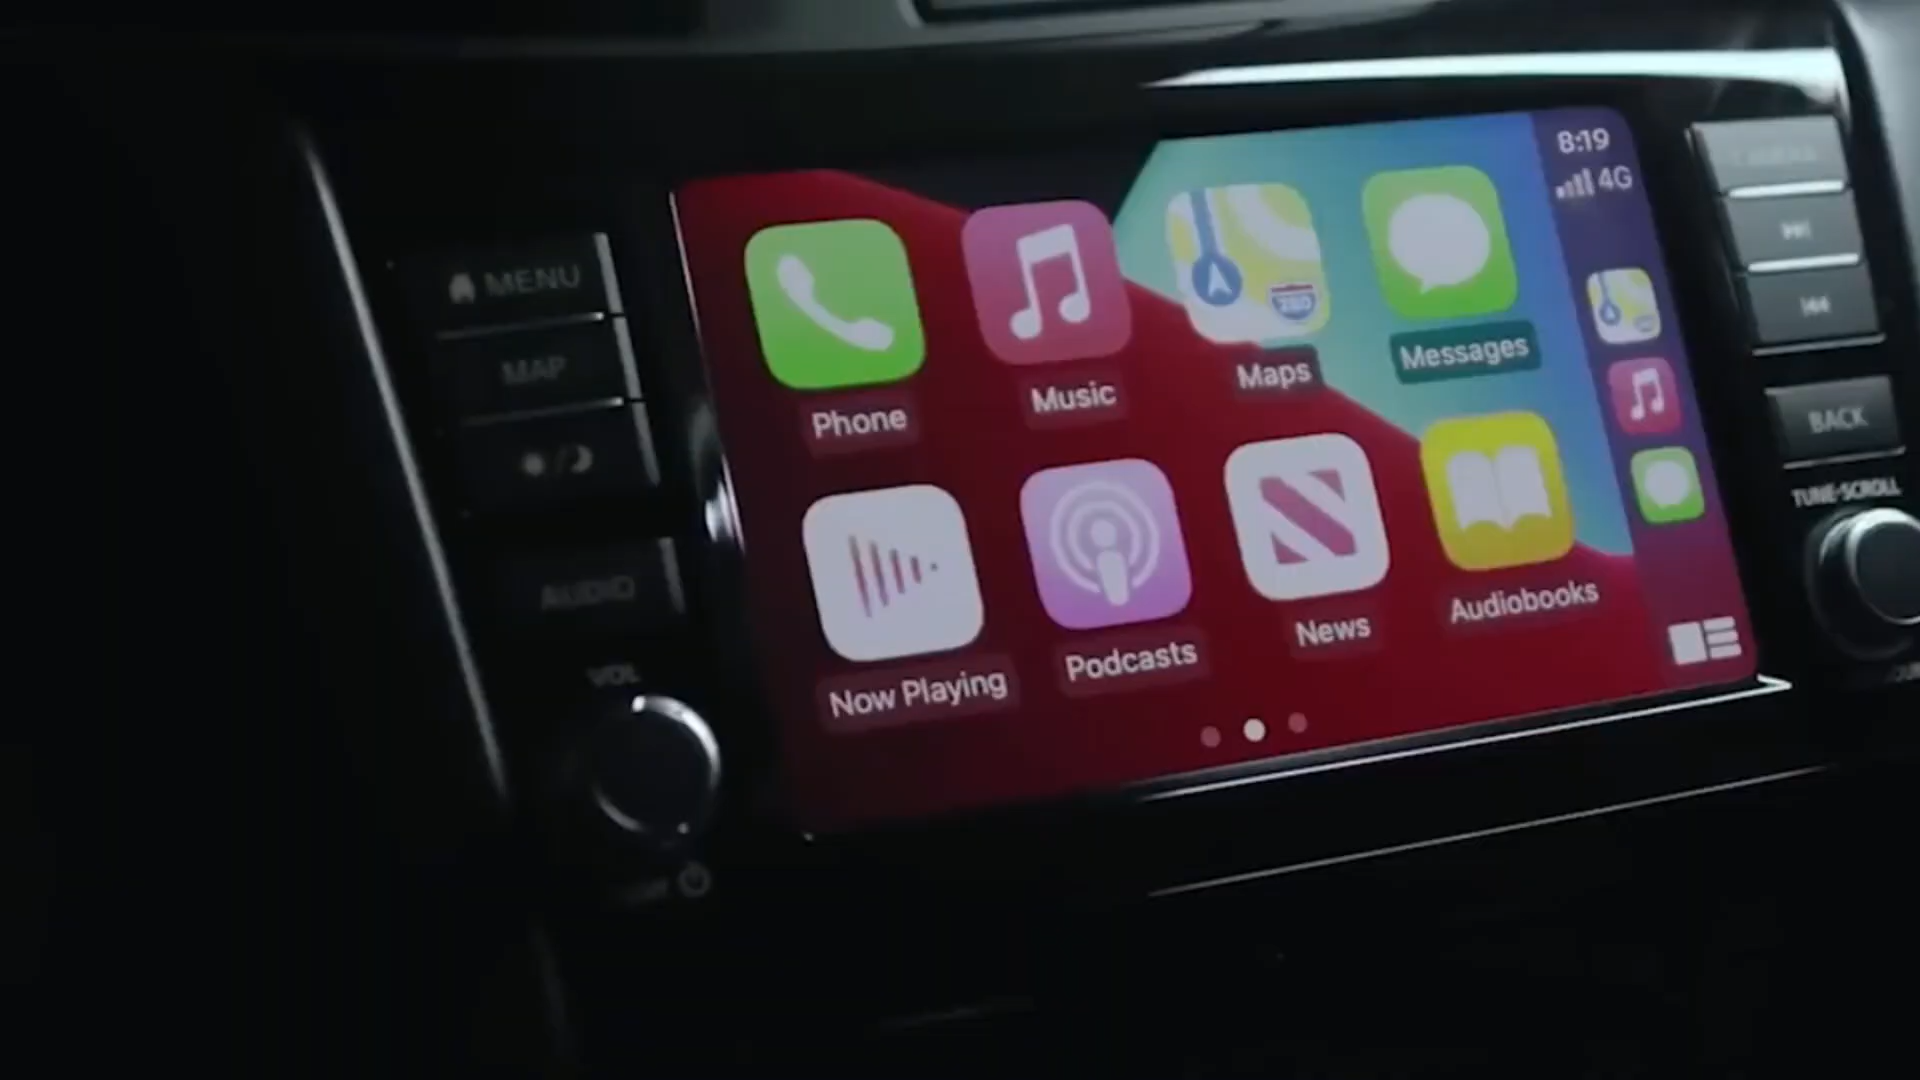 8:19
4G
MENU
MAP
AUDIO
VOL
Phone
Music
Maps
280
Messages
Now Playing
Podcasts
News
Audiobooks
BACK
TUNE·SCROLL